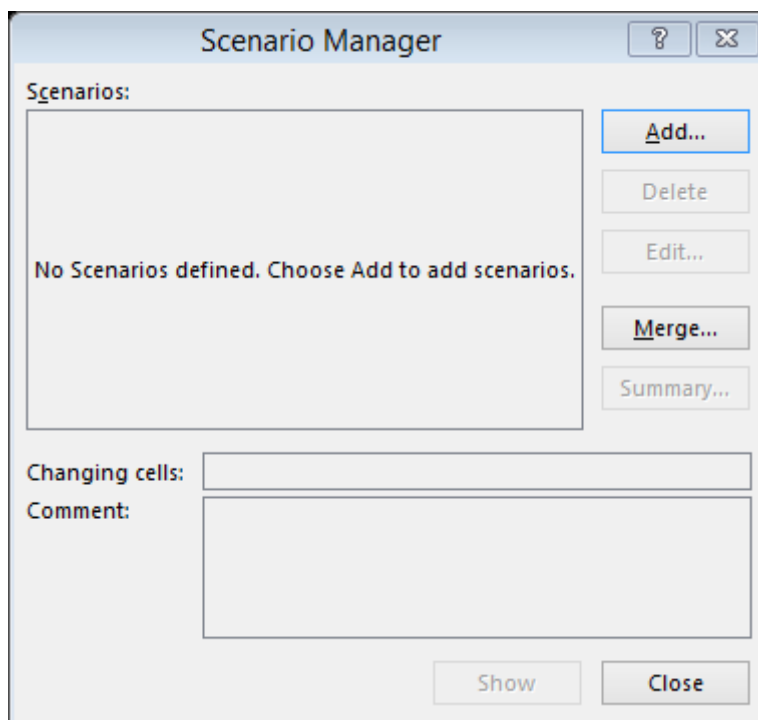 Scenario Manager
?
Scenarios:
Add...
Delete
No Scenarios defined. Choose Add to add scenarios.
Edit...
Merge...
Summary...
Changing cells:
Comment:
Show
Close